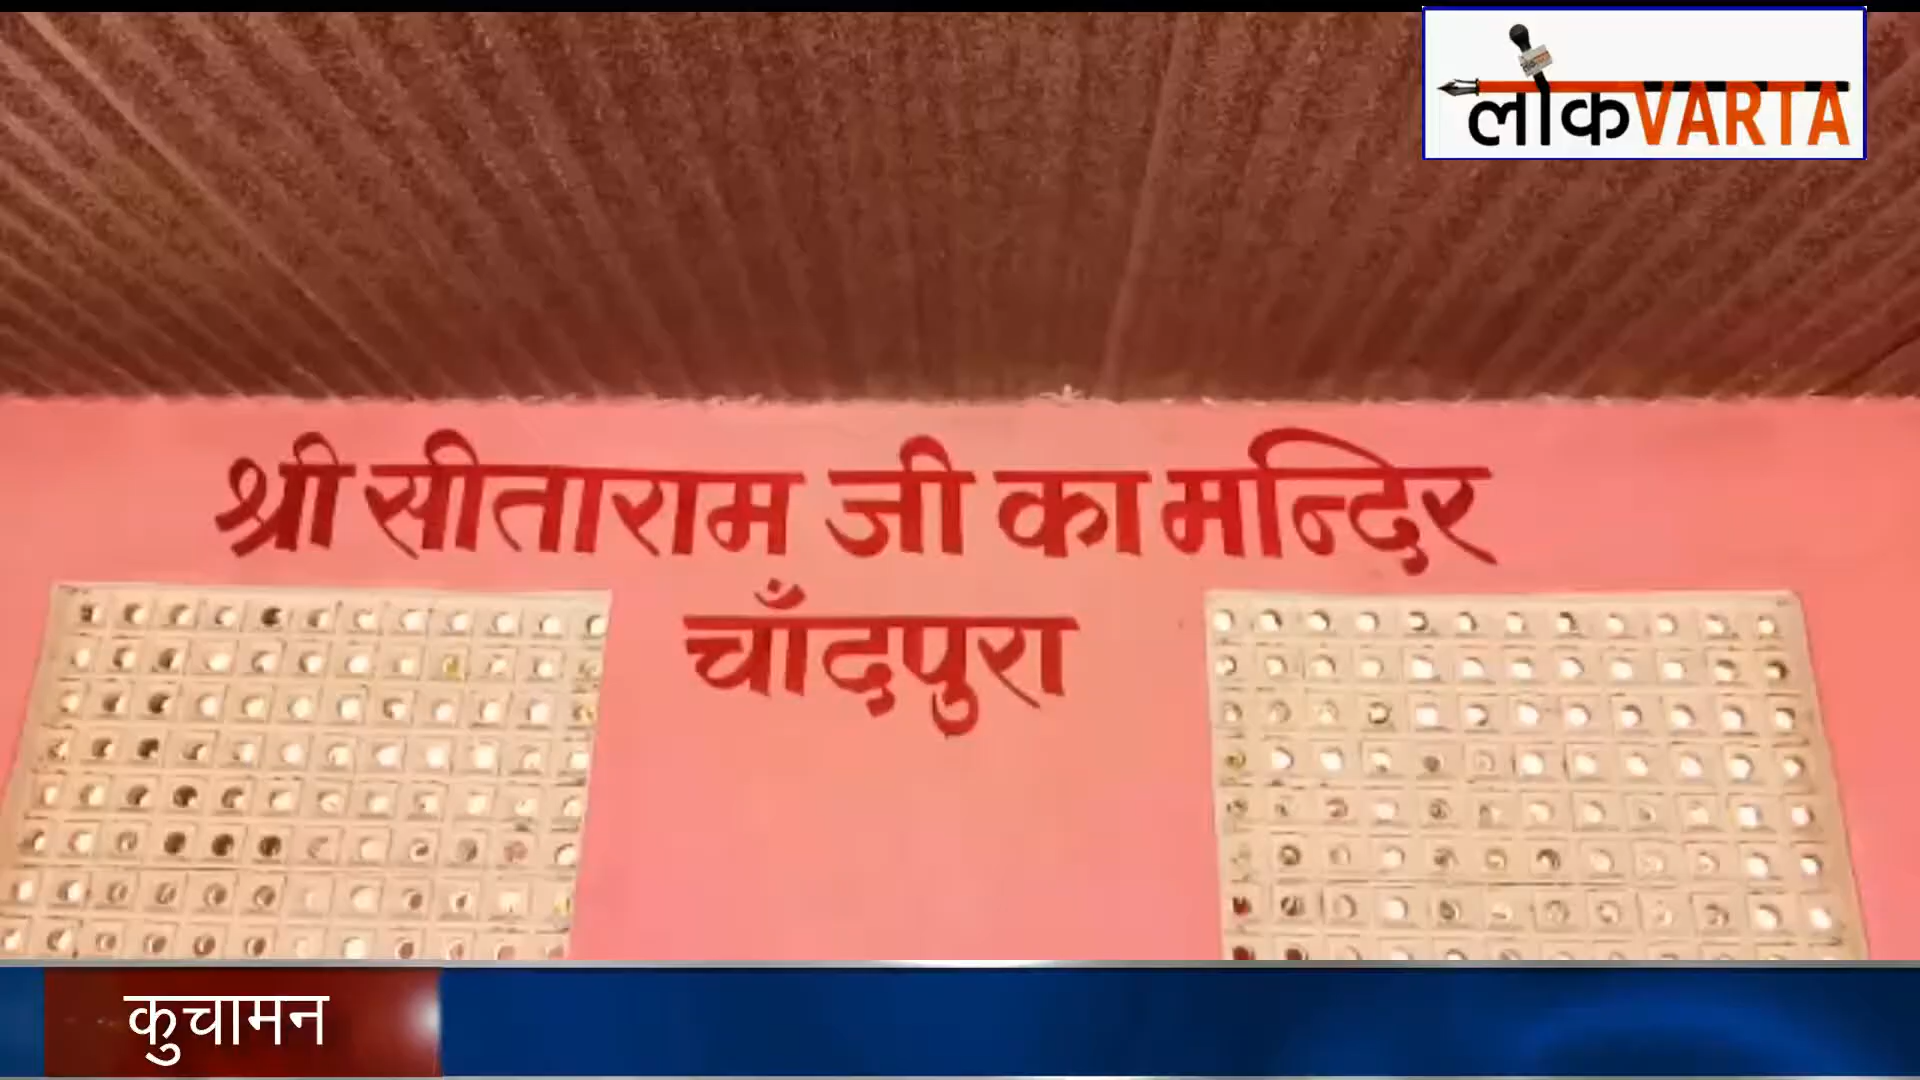 लोकVARTA
श्री सीताराम जी का मन्दिर
चाँदपुरा
कुचामन